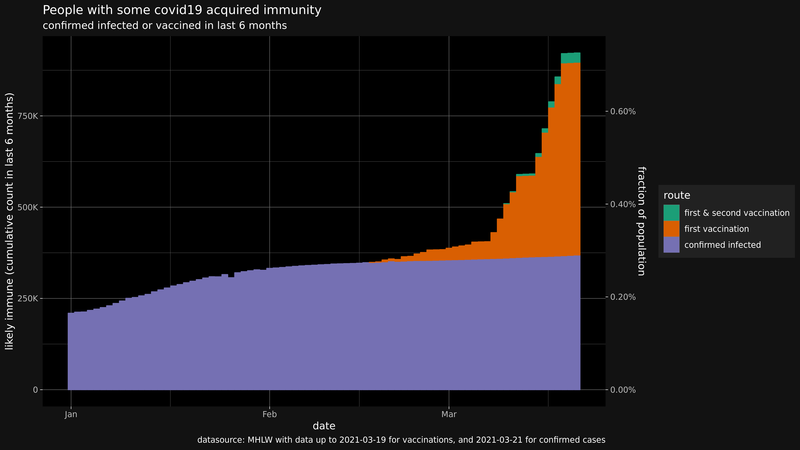 People with some covid19 acquired immunity
confirmed infected or vaccined in last 6 months
likely immune (cumulative count in last 6 months)
750K
500K
250K
0
0.60%
0.40%
0.20%
0.00%
fraction of population
route
first & second vaccination
first vaccination
confirmed infected
Jan
Feb
Mar
date
datasource: MHLW with data up to 2021-03-19 for vaccinations, and 2021-03-21 for confirmed cases